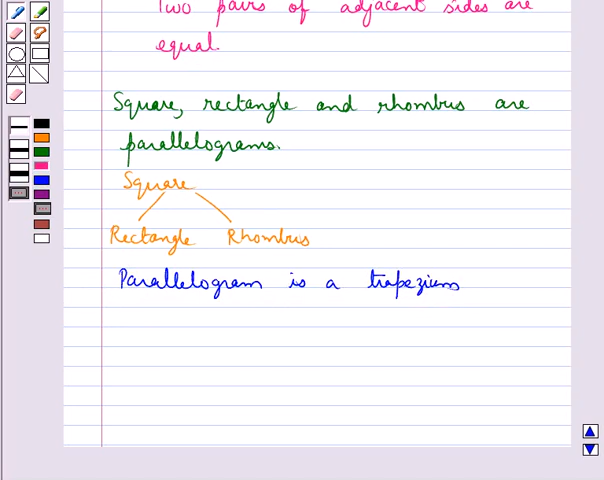 Two pairs of adjacent sides are
equal
Square, rectangle and rhombus are
parallelograms.
Square
Rectangle Rhombus
Parallelogram is a trapezium